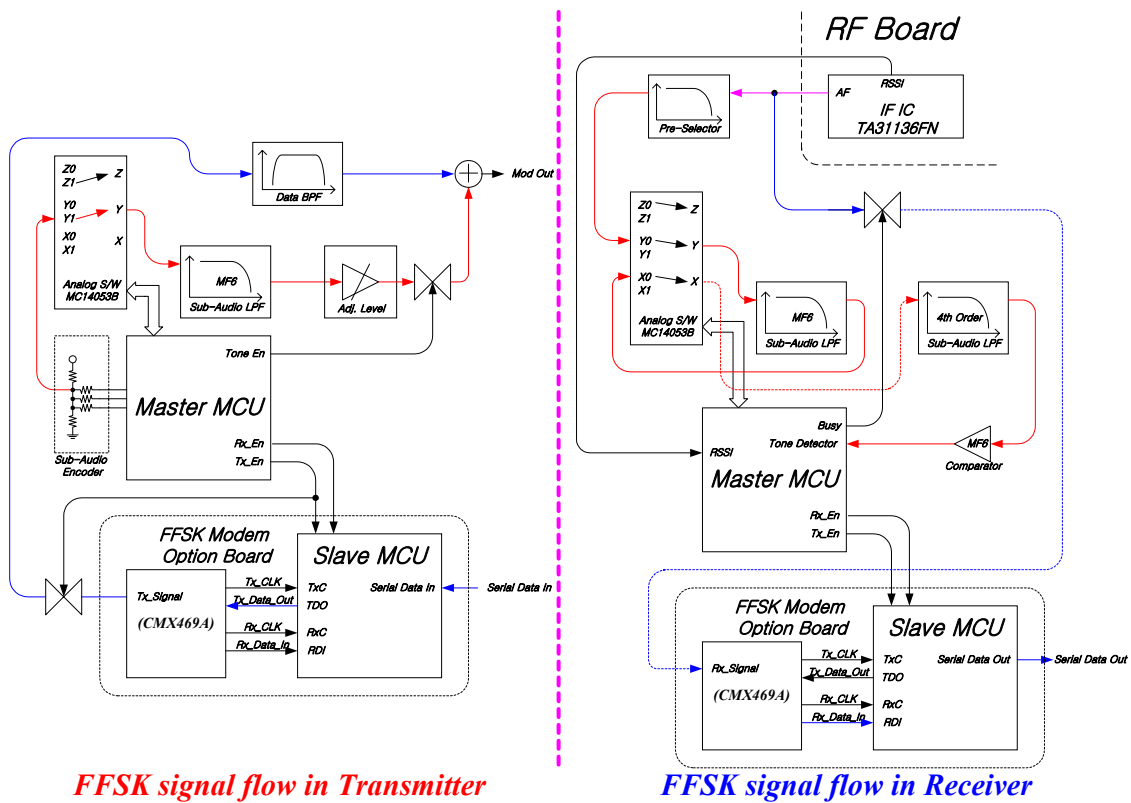 Z0
Z1
Z
Y0
Y1
Y
X0
X1
X
Analog S/W
MC14053B
Data BPF
Mod Out
MF6
Sub-Audio LPF
Adj. Level
Sub-Audio
Encoder
Tone En
Master MCU
Rx_En
Tx_En
FFSK Modem
Option Board
Tx_Signal
(CMX469A)
Tx_CLK
Tx_Data_Out
Rx_CLK
Rx_Data_In
Slave MCU
TxC
TDO
RxC
RDI
Serial Data In
Serial Data In
FFSK signal flow in Transmitter
RF Board
RSSI
AF
IF IC
TA31136FN
Pre-Selector
Z0
Z1
Z
Y0
Y1
Y
X0
X1
X
Analog S/W
MC14053B
MF6
Sub-Audio LPF
4th Order
Sub-Audio LPF
Busy
Tone Detector
RSSI
Master MCU
MF6
Comparator
Rx_En
Tx_En
FFSK Modem
Option Board
Rx_Signal
(CMX469A)
Tx_CLK
Tx_Data_Out
Rx_CLK
Rx_Data_In
Slave MCU
TxC
TDO
RxC
RDI
Serial Data Out
Serial Data Out
FFSK signal flow in Receiver